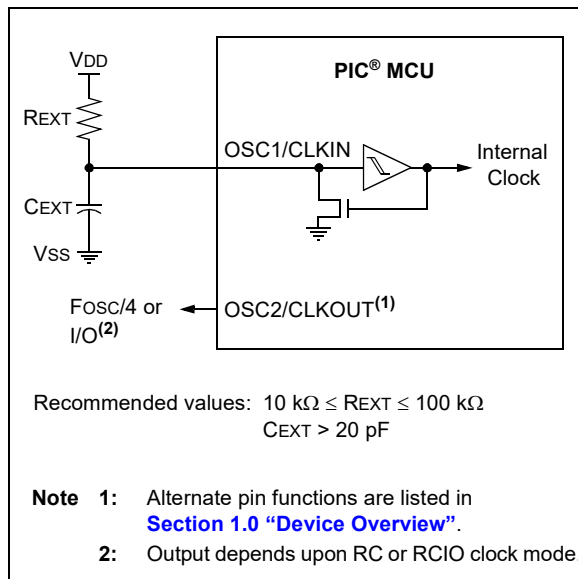 VDD
PIC® MCU
REXT
OSC1/CLKIN
Internal
Clock
CEXT
VSS
FOSC/4 or
I/O(2)
OSC2/CLKOUT(1)
Recommended values: 10 kΩ ≤ REXT ≤ 100 kΩ
CEXT > 20 pF
Note 1: Alternate pin functions are listed in
Section 1.0 “Device Overview”.
2: Output depends upon RC or RCIO clock mode.